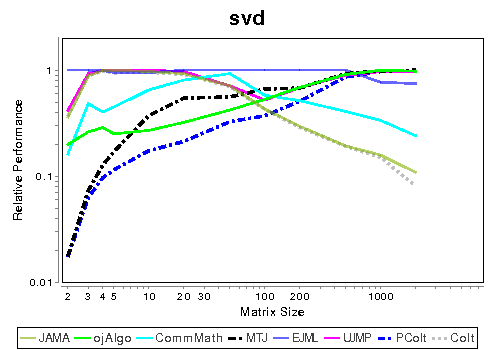 svd
1
0.1
0.01
Relative Performance
2 3 4 5 10 20 30 100 200 1000
Matrix Size
JAMA ojAlgo CommMath MTJ EJML UJMP PColt Colt